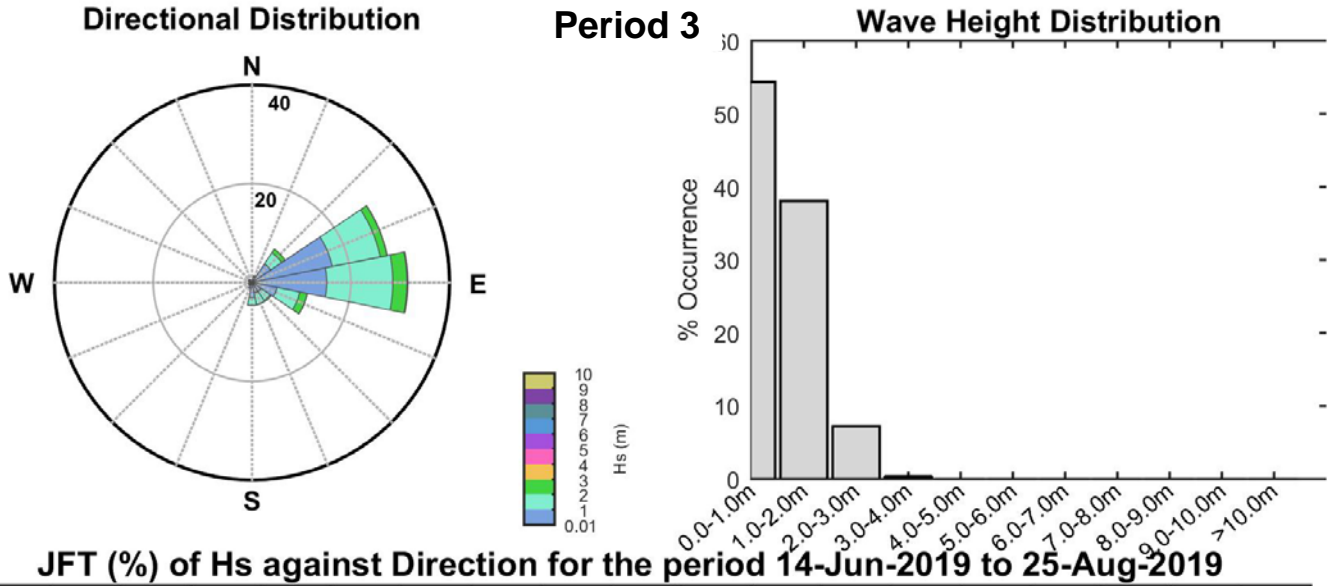 Directional Distribution
Period 3
Wave Height Distribution
N
40
20
W
E
S
10
9
8
7
6
5
4
3
2
1
0.01
Hs (m)
60
50
40
30
20
10
0
% Occurrence
0.0-1.0m
1.0-2.0m
2.0-3.0m
3.0-4.0m
4.0-5.0m
5.0-6.0m
6.0-7.0m
7.0-8.0m
8.0-9.0m
9.0-10.0m
>10.0m
JFT (%) of Hs against Direction for the period 14-Jun-2019 to 25-Aug-2019